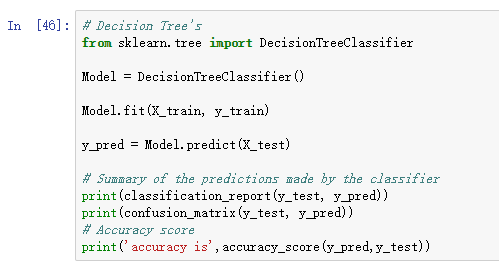 In [46]: # Decision Tree's
from sklearn.tree import DecisionTreeClassifier
Model = DecisionTreeClassifier()
Model.fit(X_train, y_train)
y_pred = Model.predict(X_test)
# Summary of the predictions made by the classifier
print(classification_report(y_test, y_pred))
print(confusion_matrix(y_test, y_pred))
# Accuracy score
print('accuracy is',accuracy_score(y_pred,y_test))